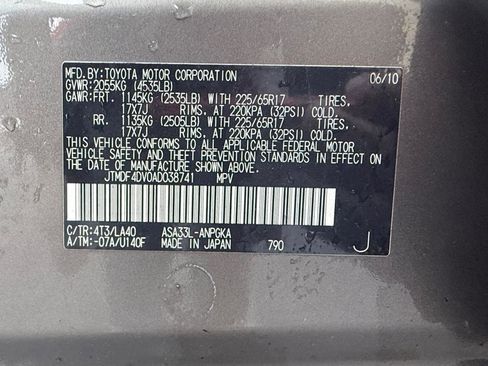 MFD.BY:TOYOTA MOTOR CORPORATION 06/10
GVWR:2055KG (4535LB)
GAWR:FRT. 1145KG (2535LB) WITH 225/65R17 TIRES,
17X7J RIMS, AT 220KPA (32PSI) COLD.
RR. 1135KG (2505LB) WITH 225/65R17 TIRES,
17X7J RIMS, AT 220KPA (32PSI) COLD.
THIS VEHICLE CONFORMS TO ALL APPLICABLE FEDERAL MOTOR
VEHICLE SAFETY AND THEFT PREVENTION STANDARDS IN EFFECT ON
THE DATE OF MANUFACTURE SHOWN ABOVE.
JTMDF4DV0AD038741 MPV
C/TR:4T3/LA40 ASA33L-ANPGKA
A/TM:-07A/U140F MADE IN JAPAN 790 J